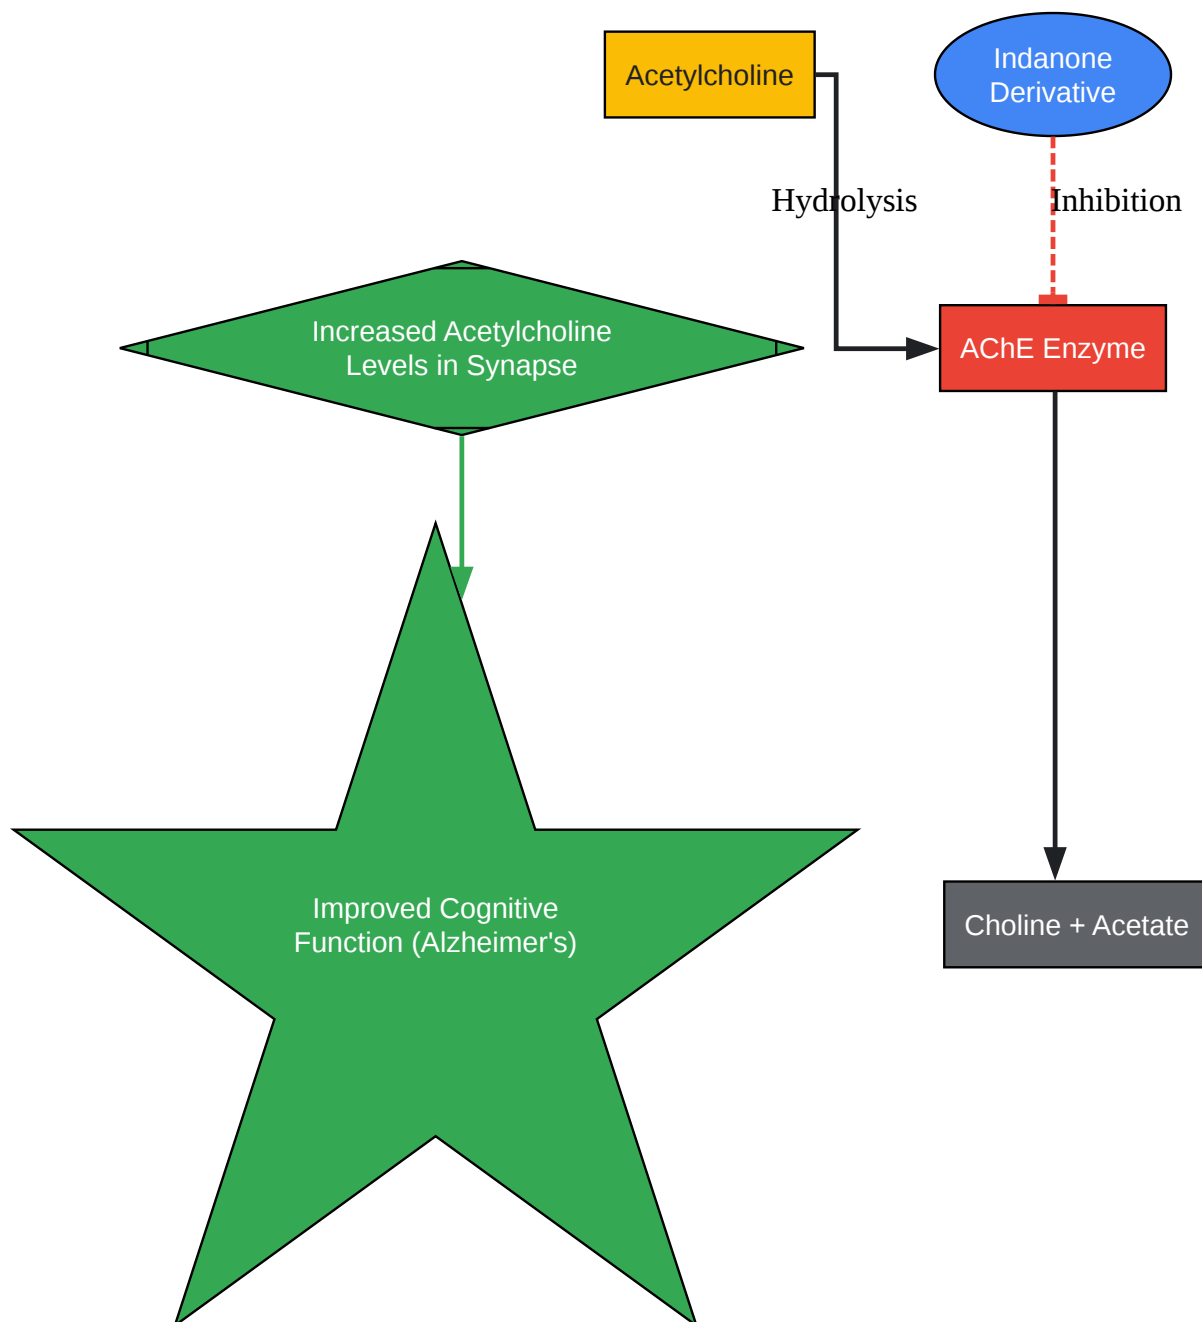 Acetylcholine
Indanone
Derivative
Hydrolysis
Inhibition
Increased Acetylcholine
Levels in Synapse
AChE Enzyme
Improved Cognitive
Function (Alzheimer's)
Choline + Acetate